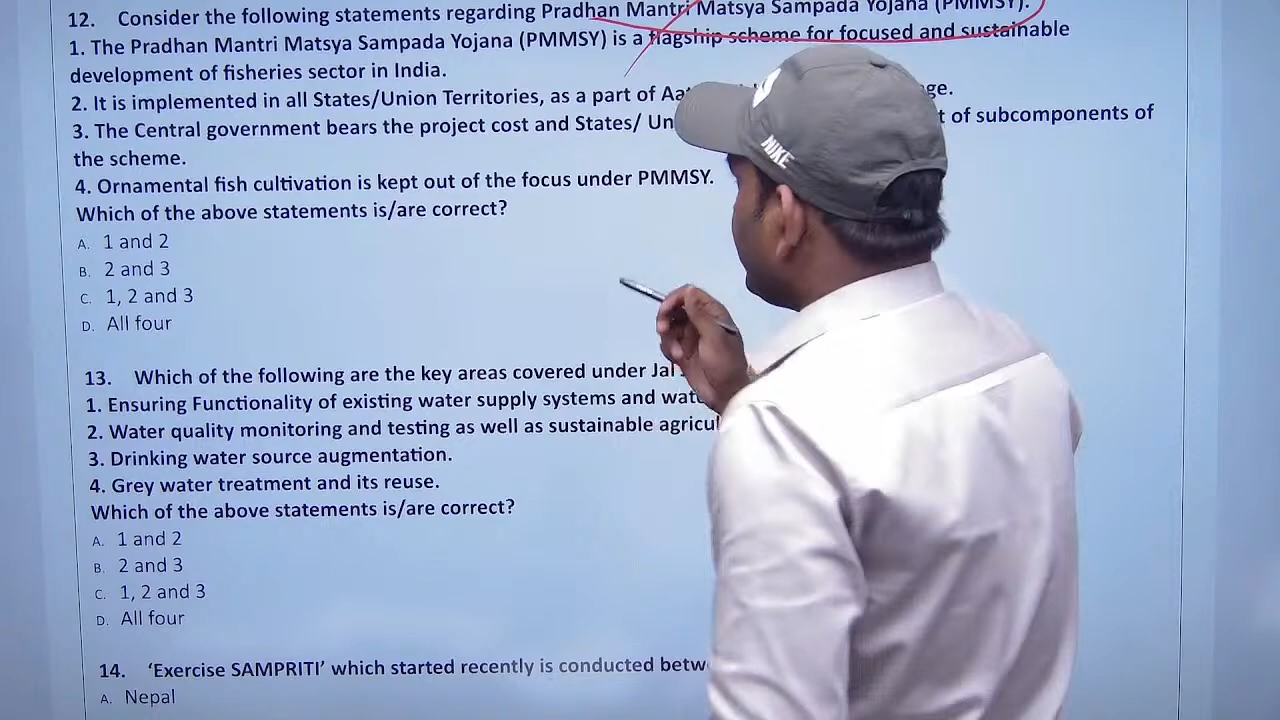 12. Consider the following statements regarding Pradhan Mantri Matsya Sampada Yojana (PMMSY).
1. The Pradhan Mantri Matsya Sampada Yojana (PMMSY) is a flagship scheme for focused and sustainable
development of fisheries sector in India.
2. It is implemented in all States/Union Territories, as a part of
3. The Central government bears the project cost and States/ of subcomponents of
the scheme.
4. Ornamental fish cultivation is kept out of the focus under PMMSY.
Which of the above statements is/are correct?
A. 1 and 2
B. 2 and 3
C. 1, 2 and 3
D. All four
13. Which of the following are the key areas covered under
1. Ensuring Functionality of existing water supply systems and
2. Water quality monitoring and testing as well as sustainable
3. Drinking water source augmentation.
4. Grey water treatment and its reuse.
Which of the above statements is/are correct?
A. 1 and 2
B. 2 and 3
C. 1, 2 and 3
D. All four
14. ‘Exercise SAMPRITI’ which started recently is conducted
A. Nepal
NIKE